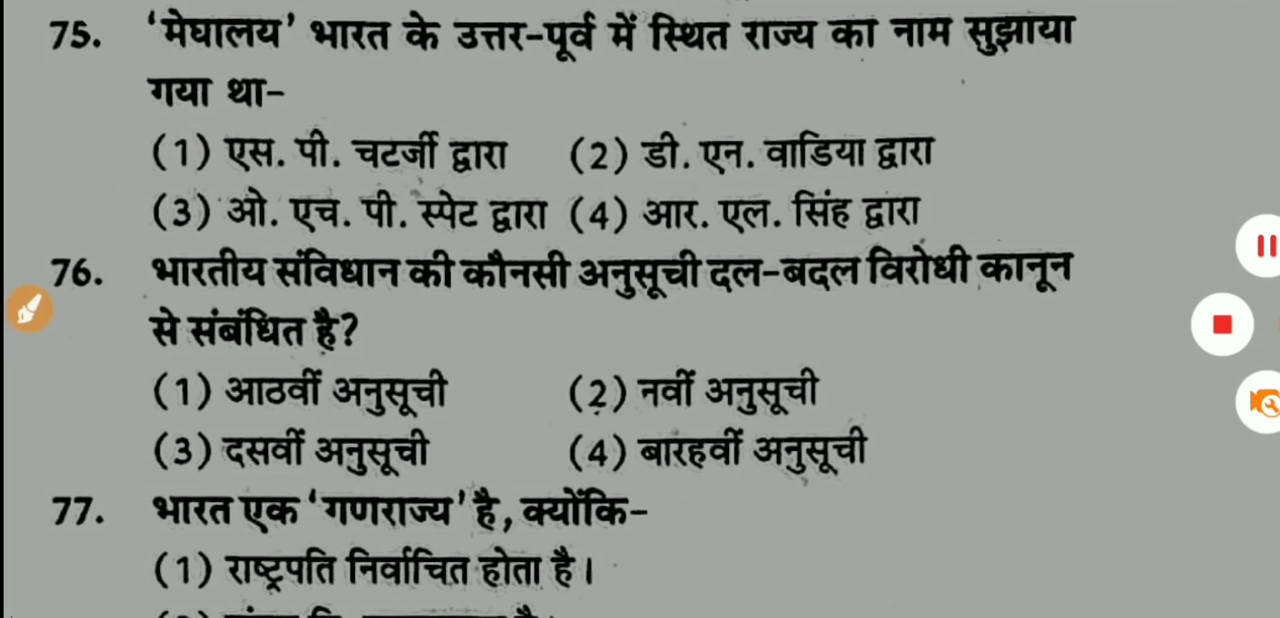 75. 'मेघालय' भारत के उत्तर-पूर्व में स्थित राज्य का नाम सुझाया
गया था-
(1) एस. पी. चटर्जी द्वारा (2) डी. एन. वाडिया द्वारा
(3) ओ. एच. पी. स्पेट द्वारा (4) आर. एल. सिंह द्वारा
76. भारतीय संविधान की कौनसी अनुसूची दल-बदल विरोधी कानून
से संबंधित है?
(1) आठवीं अनुसूची (2) नवीं अनुसूची
(3) दसवीं अनुसूची (4) बारहवीं अनुसूची
77. भारत एक 'गणराज्य' है, क्योंकि-
(1) राष्ट्रपति निर्वाचित होता है।